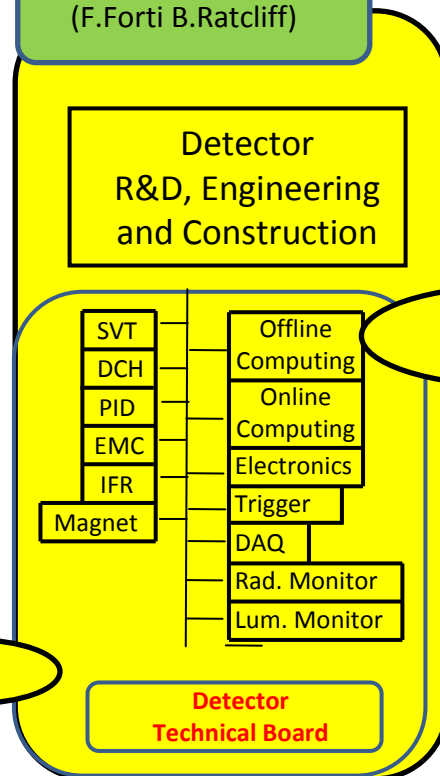 (F.Forti B.Ratcliff)
Detector
R&D, Engineering
and Construction
SVT
DCH
PID
EMC
IFR
Magnet
Offline
Computing
Online
Computing
Electronics
Trigger
DAQ
Rad. Monitor
Lum. Monitor
Detector
Technical Board